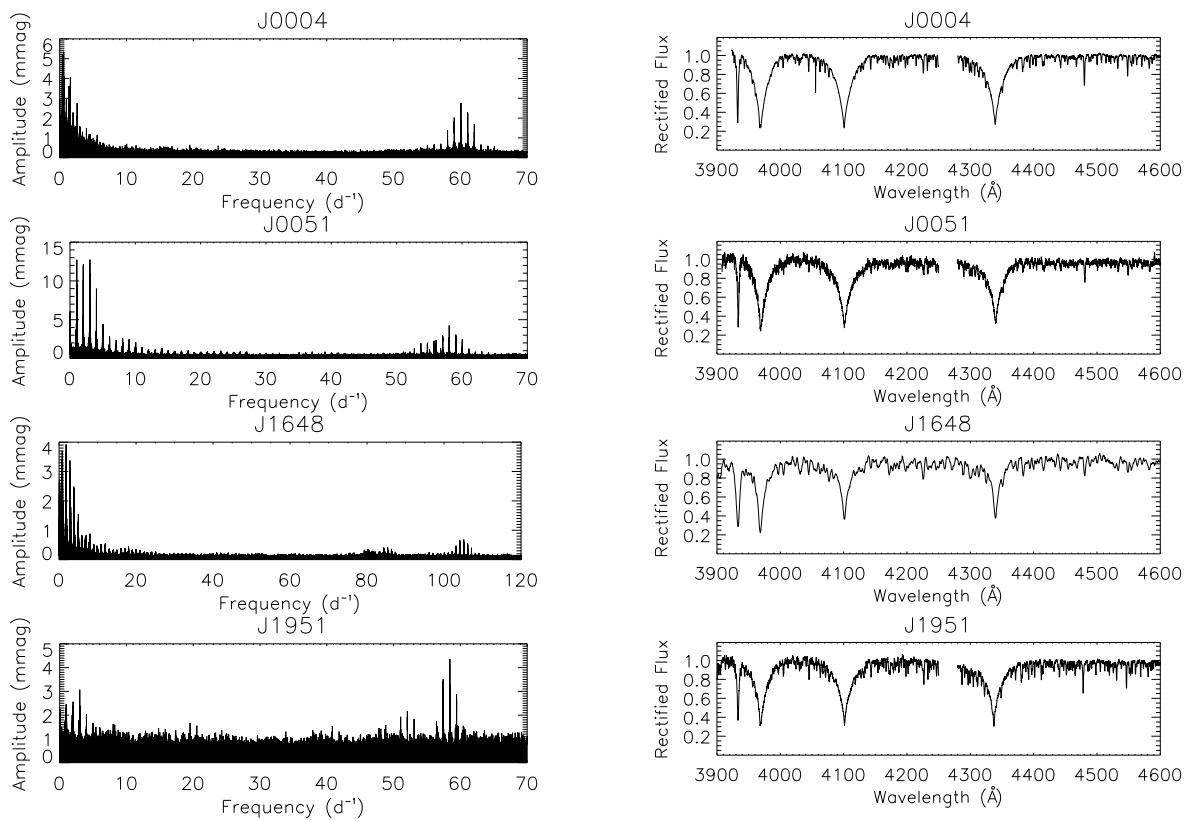 J0004
Amplitude (mmag)
6
5
4
3
2
1
0
0 10 20 30 40 50 60 70
Frequency (d⁻¹)
J0004
Rectified Flux
1.0
0.8
0.6
0.4
0.2
3900 4000 4100 4200 4300 4400 4500 4600
Wavelength (Å)
J0051
Amplitude (mmag)
15
10
5
0
0 10 20 30 40 50 60 70
Frequency (d⁻¹)
J0051
Rectified Flux
1.0
0.8
0.6
0.4
0.2
3900 4000 4100 4200 4300 4400 4500 4600
Wavelength (Å)
J1648
Amplitude (mmag)
4
3
2
1
0
0 20 40 60 80 100 120
Frequency (d⁻¹)
J1648
Rectified Flux
1.0
0.8
0.6
0.4
0.2
3900 4000 4100 4200 4300 4400 4500 4600
Wavelength (Å)
J1951
Amplitude (mmag)
5
4
3
2
1
0
0 10 20 30 40 50 60 70
Frequency (d⁻¹)
J1951
Rectified Flux
1.0
0.8
0.6
0.4
0.2
3900 4000 4100 4200 4300 4400 4500 4600
Wavelength (Å)